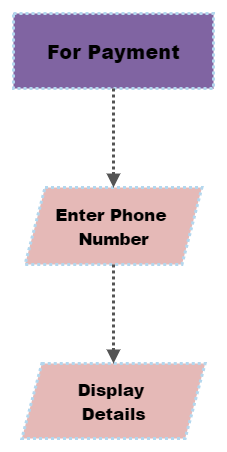 For Payment
Enter Phone
Number
Display
Details